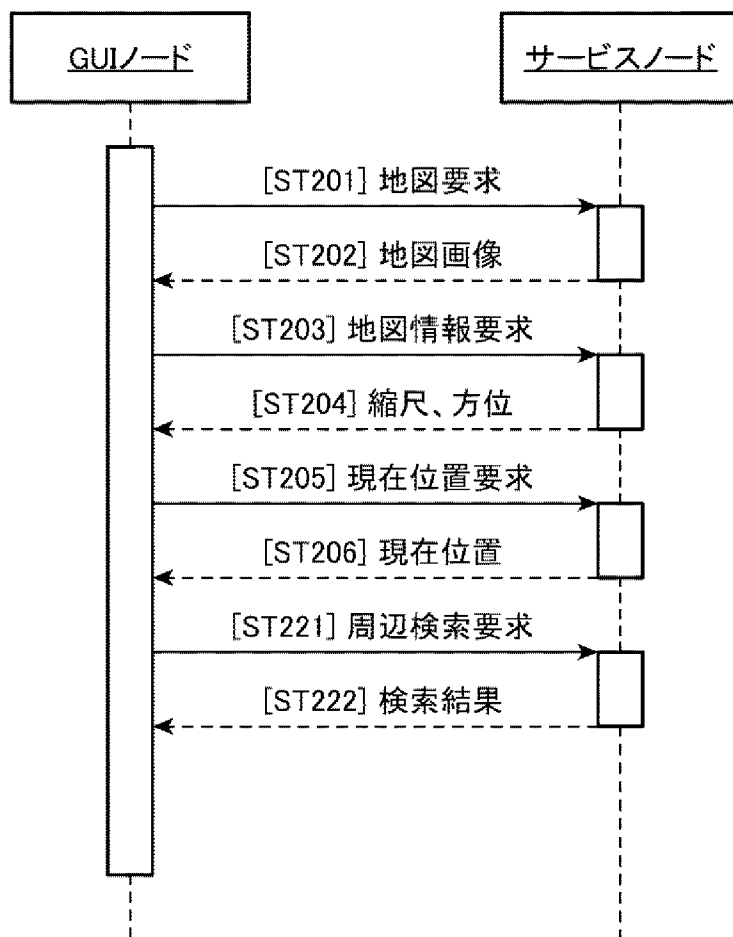 GUIノード
サービスノード
[ST201] 地図要求
[ST202] 地図画像
[ST203] 地図情報要求
[ST204] 縮尺、方位
[ST205] 現在位置要求
[ST206] 現在位置
[ST221] 周辺検索要求
[ST222] 検索結果